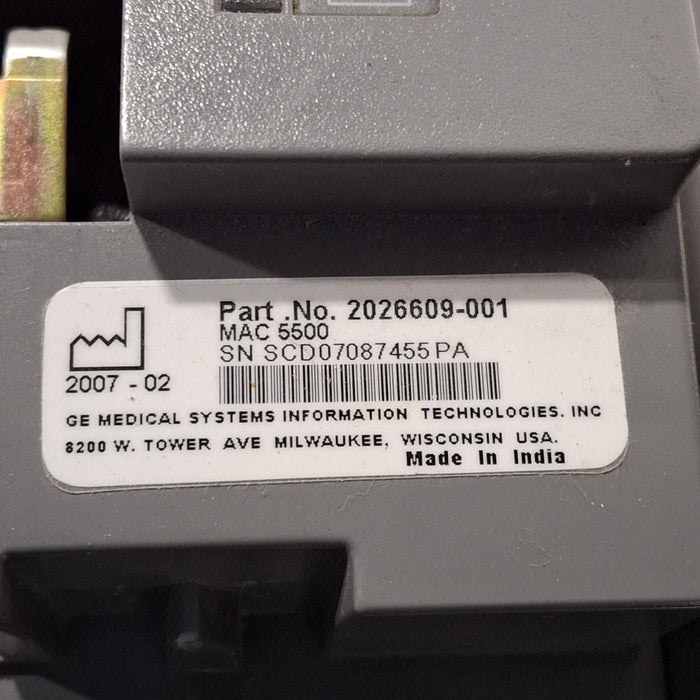 Part .No. 2026609-001
MAC 5500
SN SCD07087455PA
2007 - 02
GE MEDICAL SYSTEMS INFORMATION TECHNOLOGIES. INC
8200 W. TOWER AVE MILWAUKEE, WISCONSIN USA.
Made In India